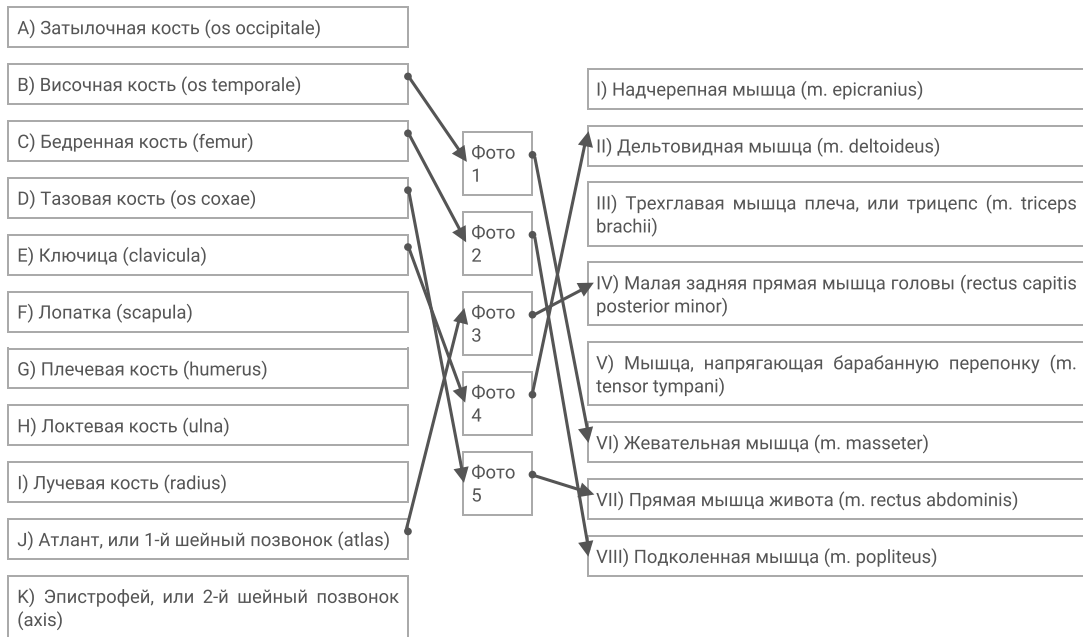 A) Затылочная кость (os occipitale)
B) Височная кость (os temporale)
C) Бедренная кость (femur)
D) Тазовая кость (os coxae)
E) Ключица (clavicula)
F) Лопатка (scapula)
G) Плечевая кость (humerus)
H) Локтевая кость (ulna)
I) Лучевая кость (radius)
J) Атлант, или 1-й шейный позвонок (atlas)
K) Эпистрофей, или 2-й шейный позвонок
(axis)
Фото
1
Фото
2
Фото
3
Фото
4
Фото
5
I) Надчерепная мышца (m. epicranius)
II) Дельтовидная мышца (m. deltoideus)
III) Трехглавая мышца плеча, или трицепс (m. triceps
brachii)
IV) Малая задняя прямая мышца головы (rectus capitis
posterior minor)
V) Мышца, напрягающая барабанную перепонку (m.
tensor tympani)
VI) Жевательная мышца (m. masseter)
VII) Прямая мышца живота (m. rectus abdominis)
VIII) Подколенная мышца (m. popliteus)